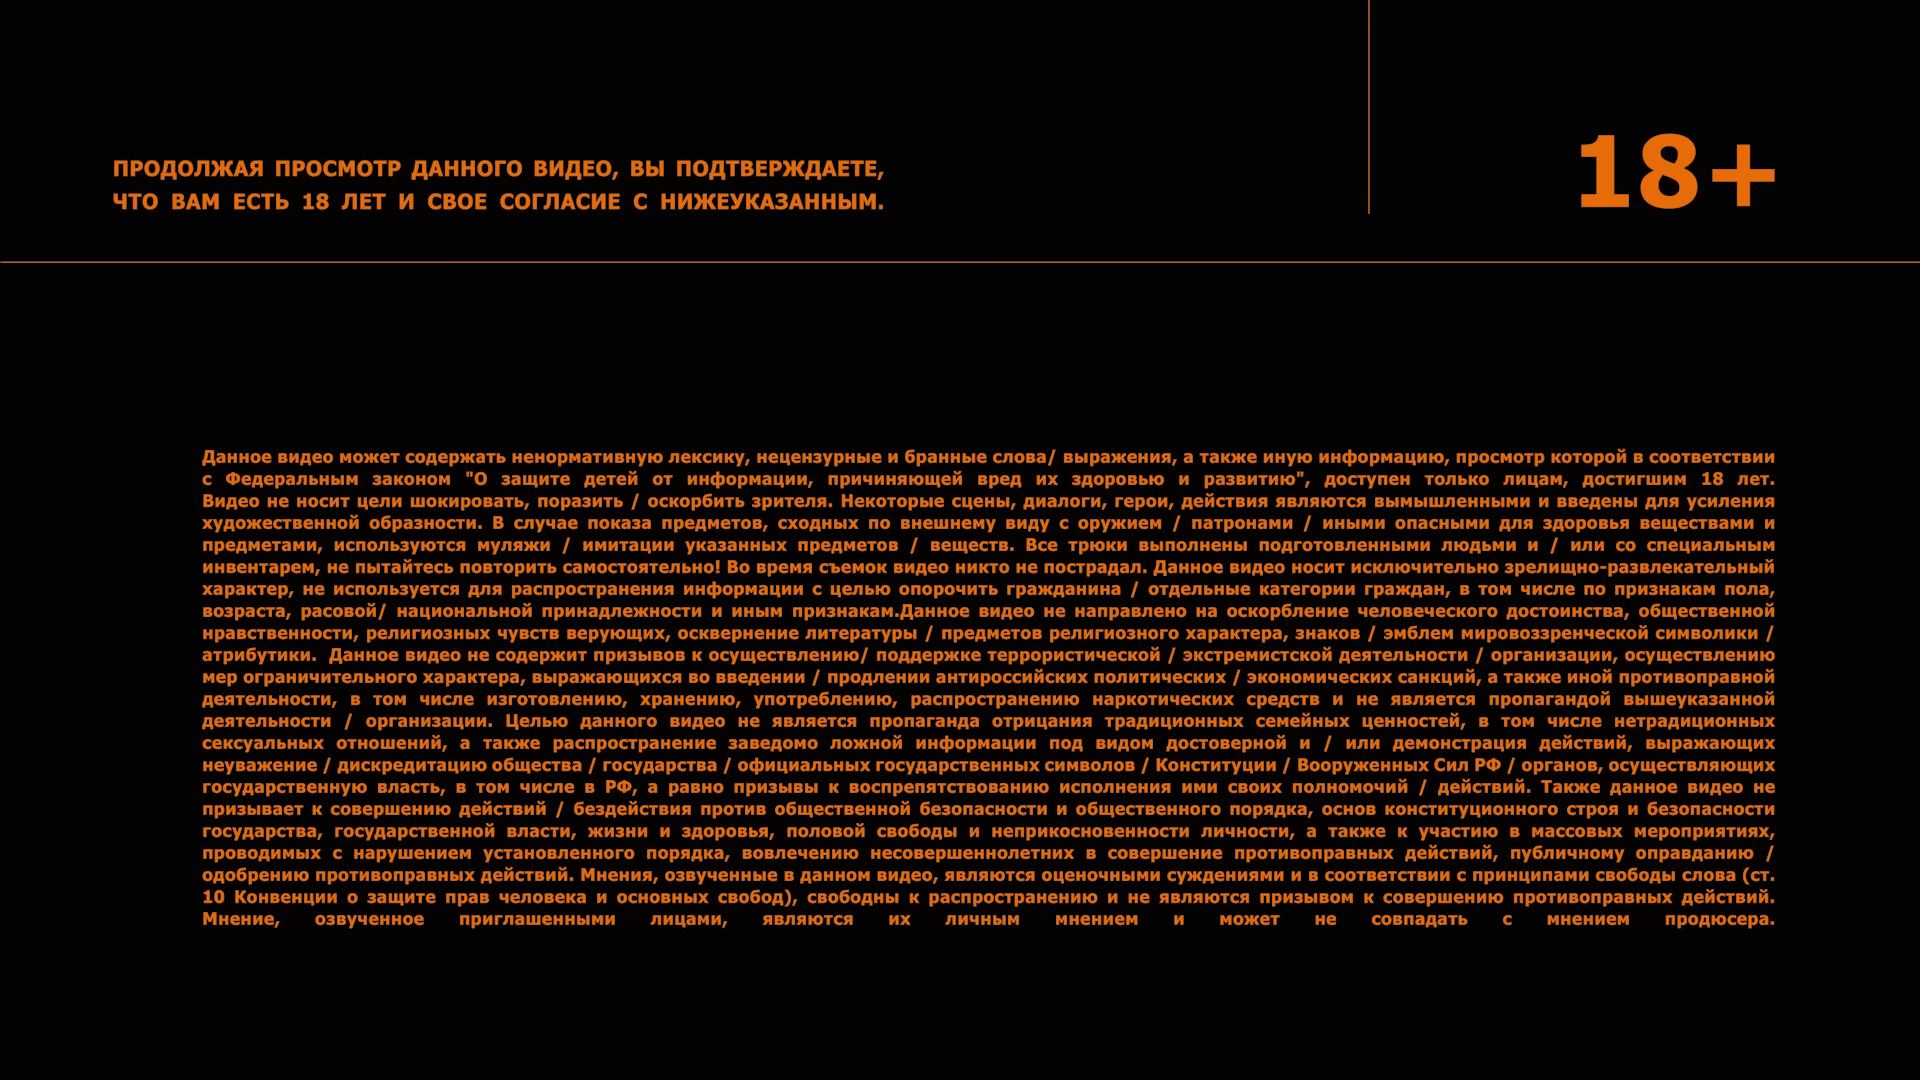 ПРОДОЛЖАЯ ПРОСМОТР ДАННОГО ВИДЕО, ВЫ ПОДТВЕРЖДАЕТЕ,
ЧТО ВАМ ЕСТЬ 18 ЛЕТ И СВОЕ СОГЛАСИЕ С НИЖЕУКАЗАННЫМ.
18+
Данное видео может содержать ненормативную лексику, нецензурные и бранные слова/ выражения, а также иную информацию, просмотр которой в соответствии
с Федеральным законом "О защите детей от информации, причиняющей вред их здоровью и развитию", доступен только лицам, достигшим 18 лет.
Видео не носит цели шокировать, поразить / оскорбить зрителя. Некоторые сцены, диалоги, герои, действия являются вымышленными и введены для усиления
художественной образности. В случае показа предметов, сходных по внешнему виду с оружием / патронами / иными опасными для здоровья веществами и
предметами, используются муляжи / имитации указанных предметов / веществ. Все трюки выполнены подготовленными людьми и / или со специальным
инвентарем, не пытайтесь повторить самостоятельно! Во время съемок видео никто не пострадал. Данное видео носит исключительно зрелищно-развлекательный
характер, не используется для распространения информации с целью опорочить гражданина / отдельные категории граждан, в том числе по признакам пола,
возраста, расовой/ национальной принадлежности и иным признакам.Данное видео не направлено на оскорбление человеческого достоинства, общественной
нравственности, религиозных чувств верующих, осквернение литературы / предметов религиозного характера, знаков / эмблем мировоззренческой символики /
атрибутики.  Данное видео не содержит призывов к осуществлению/ поддержке террористической / экстремистской деятельности / организации, осуществлению
мер ограничительного характера, выражающихся во введении / продлении антироссийских политических / экономических санкций, а также иной противоправной
деятельности, в том числе изготовлению, хранению, употреблению, распространению наркотических средств и не является пропагандой вышеуказанной
деятельности / организации. Целью данного видео не является пропаганда отрицания традиционных семейных ценностей, в том числе нетрадиционных
сексуальных отношений, а также распространение заведомо ложной информации под видом достоверной и / или демонстрация действий, выражающих
неуважение / дискредитацию общества / государства / официальных государственных символов / Конституции / Вооруженных Сил РФ / органов, осуществляющих
государственную власть, в том числе в РФ, а равно призывы к воспрепятствованию исполнения ими своих полномочий / действий. Также данное видео не
призывает к совершению действий / бездействия против общественной безопасности и общественного порядка, основ конституционного строя и безопасности
государства, государственной власти, жизни и здоровья, половой свободы и неприкосновенности личности, а также к участию в массовых мероприятиях,
проводимых с нарушением установленного порядка, вовлечению несовершеннолетних в совершение противоправных действий, публичному оправданию /
одобрению противоправных действий. Мнения, озвученные в данном видео, являются оценочными суждениями и в соответствии с принципами свободы слова (ст.
10 Конвенции о защите прав человека и основных свобод), свободны к распространению и не являются призывом к совершению противоправных действий.
Мнение, озвученное приглашенными лицами, являются их личным мнением и может не совпадать с мнением продюсера.